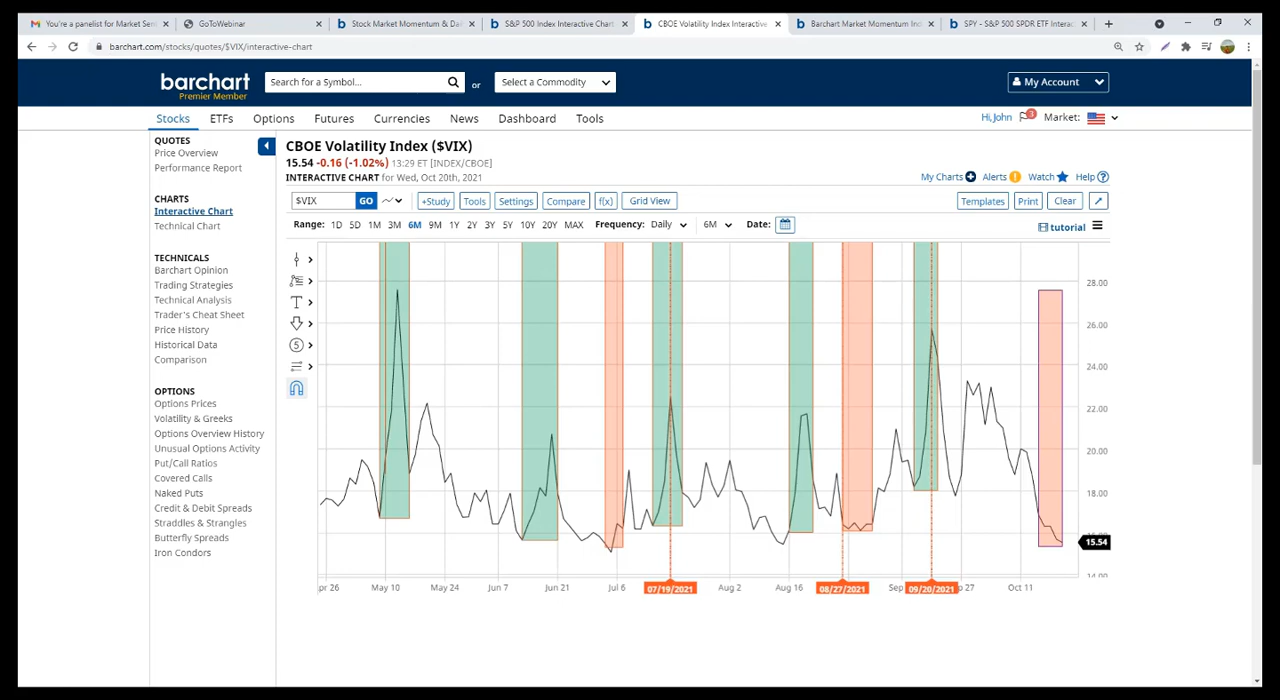 You're a panelist for Market Sen
GoToWebinar
Stock Market Momentum & Dail
S&P 500 Index Interactive Chart
CBOE Volatility Index Interactive
Barchart Market Momentum Ind
SPY - S&P 500 SPDR ETF Interac
barchart.com/stocks/quotes/$VIX/interactive-chart
barchart
Premier Member
Search for a Symbol...
or
Select a Commodity
My Account
Stocks ETFs Options Futures Currencies News Dashboard Tools
Hi, John 3 Market:
QUOTES
Price Overview
Performance Report
CHARTS
Interactive Chart
Technical Chart
TECHNICALS
Barchart Opinion
Trading Strategies
Technical Analysis
Trader's Cheat Sheet
Price History
Historical Data
Comparison
OPTIONS
Options Prices
Volatility & Greeks
Options Overview History
Unusual Options Activity
Put/Call Ratios
Covered Calls
Naked Puts
Credit & Debit Spreads
Straddles & Strangles
Butterfly Spreads
Iron Condors
CBOE Volatility Index ($VIX)
15.54 -0.16 (-1.02%) 13:29 ET [INDEX/CBOE]
INTERACTIVE CHART for Wed, Oct 20th, 2021
My Charts Alerts Watch Help
$VIX GO +Study Tools Settings Compare f(x) Grid View Templates Print Clear
Range: 1D 5D 1M 3M 6M 9M 1Y 2Y 3Y 5Y 10Y 20Y MAX Frequency: Daily 6M Date:
tutorial
T
5
28.00
26.00
24.00
22.00
20.00
18.00
15.54
14.00
pr 26 May 10 May 24 Jun 7 Jun 21 Jul 6 07/19/2021 Aug 2 Aug 16 08/27/2021 Sep 09/20/2021 p 27 Oct 11